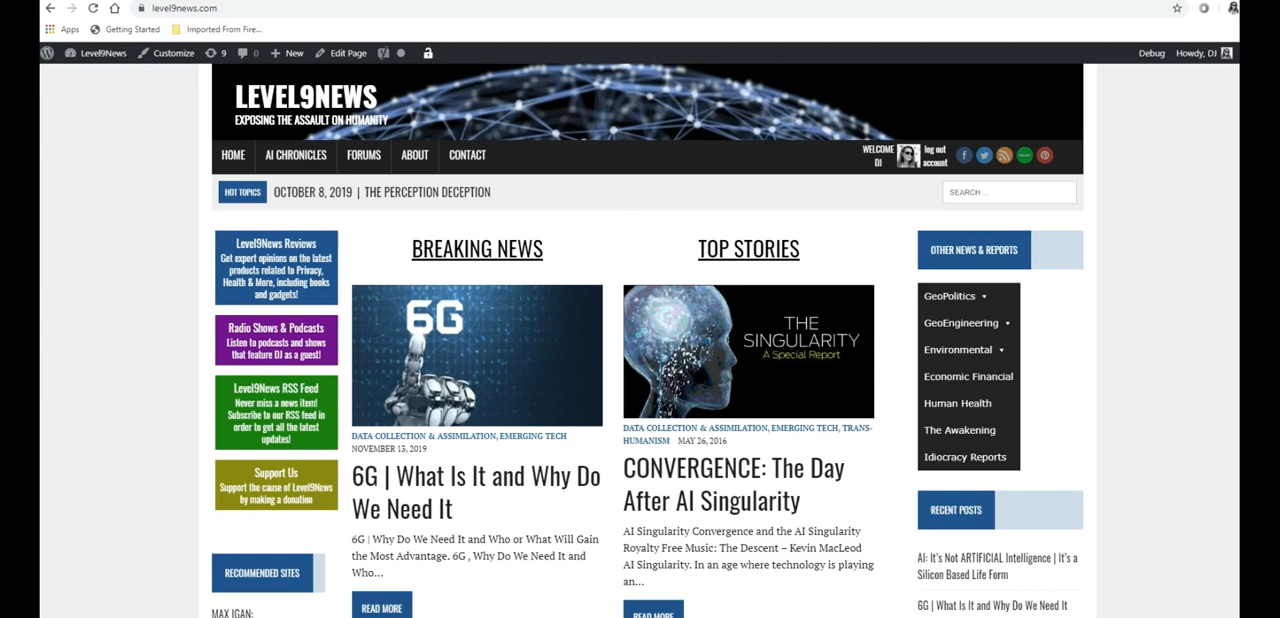 level9news.com
Apps
Getting Started
Imported From Fire...
Level9News
Customize
9
0
New
Edit Page
Debug
Howdy, DJ
LEVEL9NEWS
EXPOSING THE ASSAULT ON HUMANITY
HOME
AI CHRONICLES
FORUMS
ABOUT
CONTACT
WELCOME
DJ
log out
account
HOT TOPICS
OCTOBER 8, 2019 | THE PERCEPTION DECEPTION
SEARCH ...
Level9News Reviews
Get expert opinions on the latest
products related to Privacy,
Health & More, including books
and gadgets!
Radio Shows & Podcasts
Listen to podcasts and shows
that feature DJ as a guest!
Level9News RSS Feed
Never miss a news item!
Subscribe to our RSS feed in
order to get all the latest
updates!
Support Us
Support the cause of Level9News
by making a donation
RECOMMENDED SITES
MAX IGAN:
BREAKING NEWS
6G
DATA COLLECTION & ASSIMILATION, EMERGING TECH
NOVEMBER 13, 2019
6G | What Is It and Why Do
We Need It
6G | Why Do We Need It and Who or What Will Gain
the Most Advantage. 6G , Why Do We Need It and
Who...
READ MORE
TOP STORIES
THE
SINGULARITY
A Special Report
DATA COLLECTION & ASSIMILATION, EMERGING TECH, TRANS-
HUMANISM MAY 26, 2016
CONVERGENCE: The Day
After AI Singularity
AI Singularity Convergence and the AI Singularity
Royalty Free Music: The Descent – Kevin MacLeod
AI Singularity. In an age where technology is playing
an...
READ MORE
OTHER NEWS & REPORTS
GeoPolitics
GeoEngineering
Environmental
Economic Financial
Human Health
The Awakening
Idiocracy Reports
RECENT POSTS
AI: It's Not ARTIFICIAL Intelligence | It's a
Silicon Based Life Form
6G | What Is It and Why Do We Need It